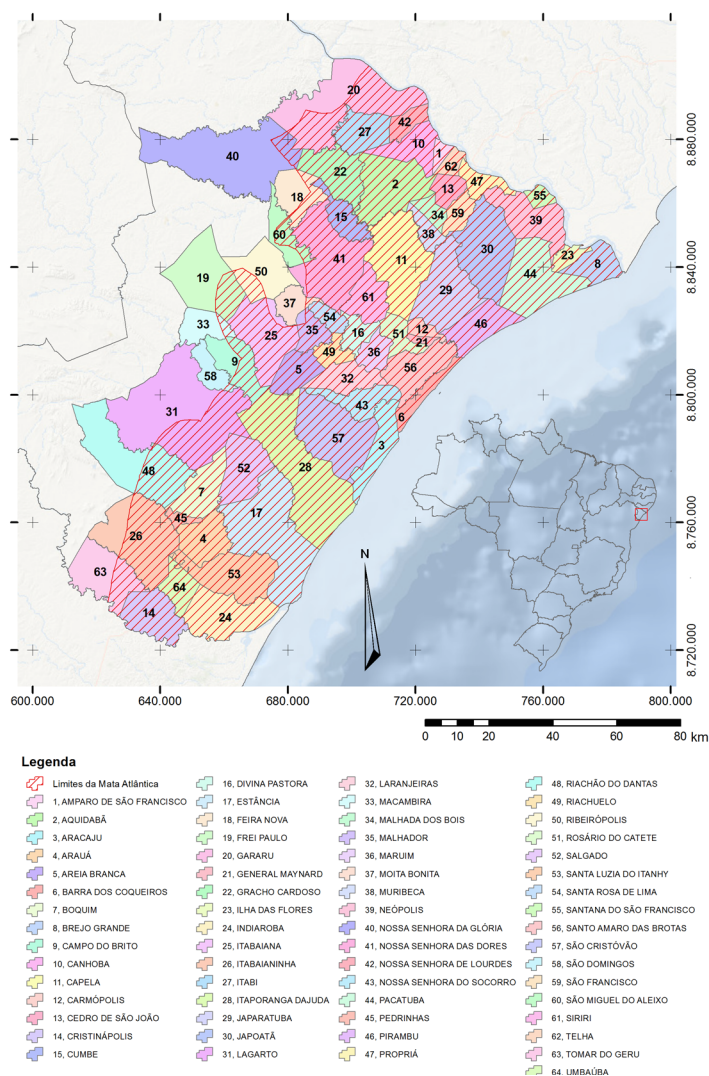 20
42
27
10
1
40
62
22
2
13
47
18
55
34
59
39
15
38
60
30
23
41
11
8
50
44
19
29
37
61
54
46
33
35
12
25
16
51
21
9
49
36
58
5
32
56
31
43
6
57
3
48
52
28
7
17
45
26
4
63
53
64
14
24
N
8.880.000
8.840.000
8.800.000
8.760.000
8.720.000
600.000 640.000 680.000 720.000 760.000 800.000
0 10 20 40 60 80 km
Legenda
Limites da Mata Atlântica
1, AMPARO DE SÃO FRANCISCO
2, AQUIDABÃ
3, ARACAJU
4, ARAUÁ
5, AREIA BRANCA
6, BARRA DOS COQUEIROS
7, BOQUIM
8, BREJO GRANDE
9, CAMPO DO BRITO
10, CANHOBA
11, CAPELA
12, CARMÓPOLIS
13, CEDRO DE SÃO JOÃO
14, CRISTINÁPOLIS
15, CUMBE
16, DIVINA PASTORA
17, ESTÂNCIA
18, FEIRA NOVA
19, FREI PAULO
20, GARARU
21, GENERAL MAYNARD
22, GRACHO CARDOSO
23, ILHA DAS FLORES
24, INDIAROBA
25, ITABAIANA
26, ITABAIANINHA
27, ITABI
28, ITAPORANGA DAJUDA
29, JAPARATUBA
30, JAPOATÃ
31, LAGARTO
32, LARANJEIRAS
33, MACAMBIRA
34, MALHADA DOS BOIS
35, MALHADOR
36, MARUIM
37, MOITA BONITA
38, MURIBECA
39, NEÓPOLIS
40, NOSSA SENHORA DA GLÓRIA
41, NOSSA SENHORA DAS DORES
42, NOSSA SENHORA DE LOURDES
43, NOSSA SENHORA DO SOCORRO
44, PACATUBA
45, PEDRINHAS
46, PIRAMBU
47, PROPRIÁ
48, RIACHÃO DO DANTAS
49, RIACHUELO
50, RIBEIRÓPOLIS
51, ROSÁRIO DO CATETE
52, SALGADO
53, SANTA LUZIA DO ITANHY
54, SANTA ROSA DE LIMA
55, SANTANA DO SÃO FRANCISCO
56, SANTO AMARO DAS BROTAS
57, SÃO CRISTÓVÃO
58, SÃO DOMINGOS
59, SÃO FRANCISCO
60, SÃO MIGUEL DO ALEIXO
61, SIRIRI
62, TELHA
63, TOMAR DO GERU
64, UMBAÚBA